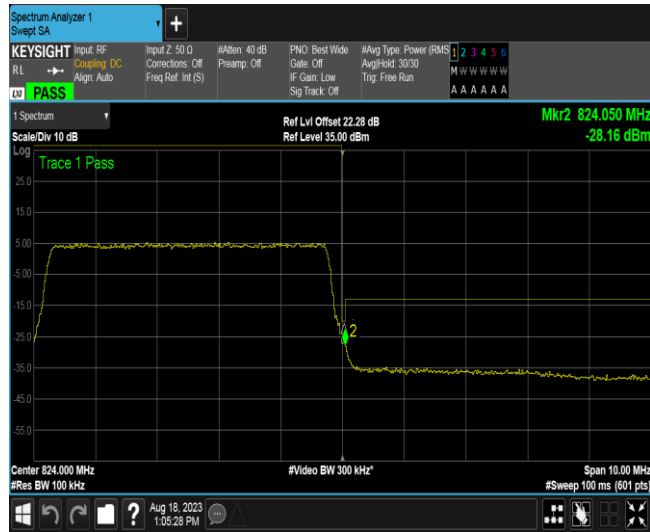 Spectrum Analyzer 1
Swept SA
+
KEYSIGHT Input: RF Input Z: 50 Ω #Atten: 40 dB PNO: Best Wide #Avg Type: Power (RMS 1 2 3 4 5 6
RL Coupling: DC Corrections: Off Preamp: Off Gate: Off Avg|Hold: 30/30 M W W W W W
Align: Auto Freq Ref: Int (S) IF Gain: Low Trig: Free Run
LXI PASS Sig Track: Off A A A A A A
1 Spectrum Ref Lvl Offset 22.28 dB Mkr2 824.050 MHz
Scale/Div 10 dB Ref Level 35.00 dBm -28.16 dBm
Log
Trace 1 Pass
25.0
15.0
5.00
-5.00
-15.0
-25.0
2
-35.0
-45.0
-55.0
Center 824.000 MHz #Video BW 300 kHz* Span 10.00 MHz
#Res BW 100 kHz #Sweep 100 ms (601 pts)
? Aug 18, 2023
1:05:28 PM